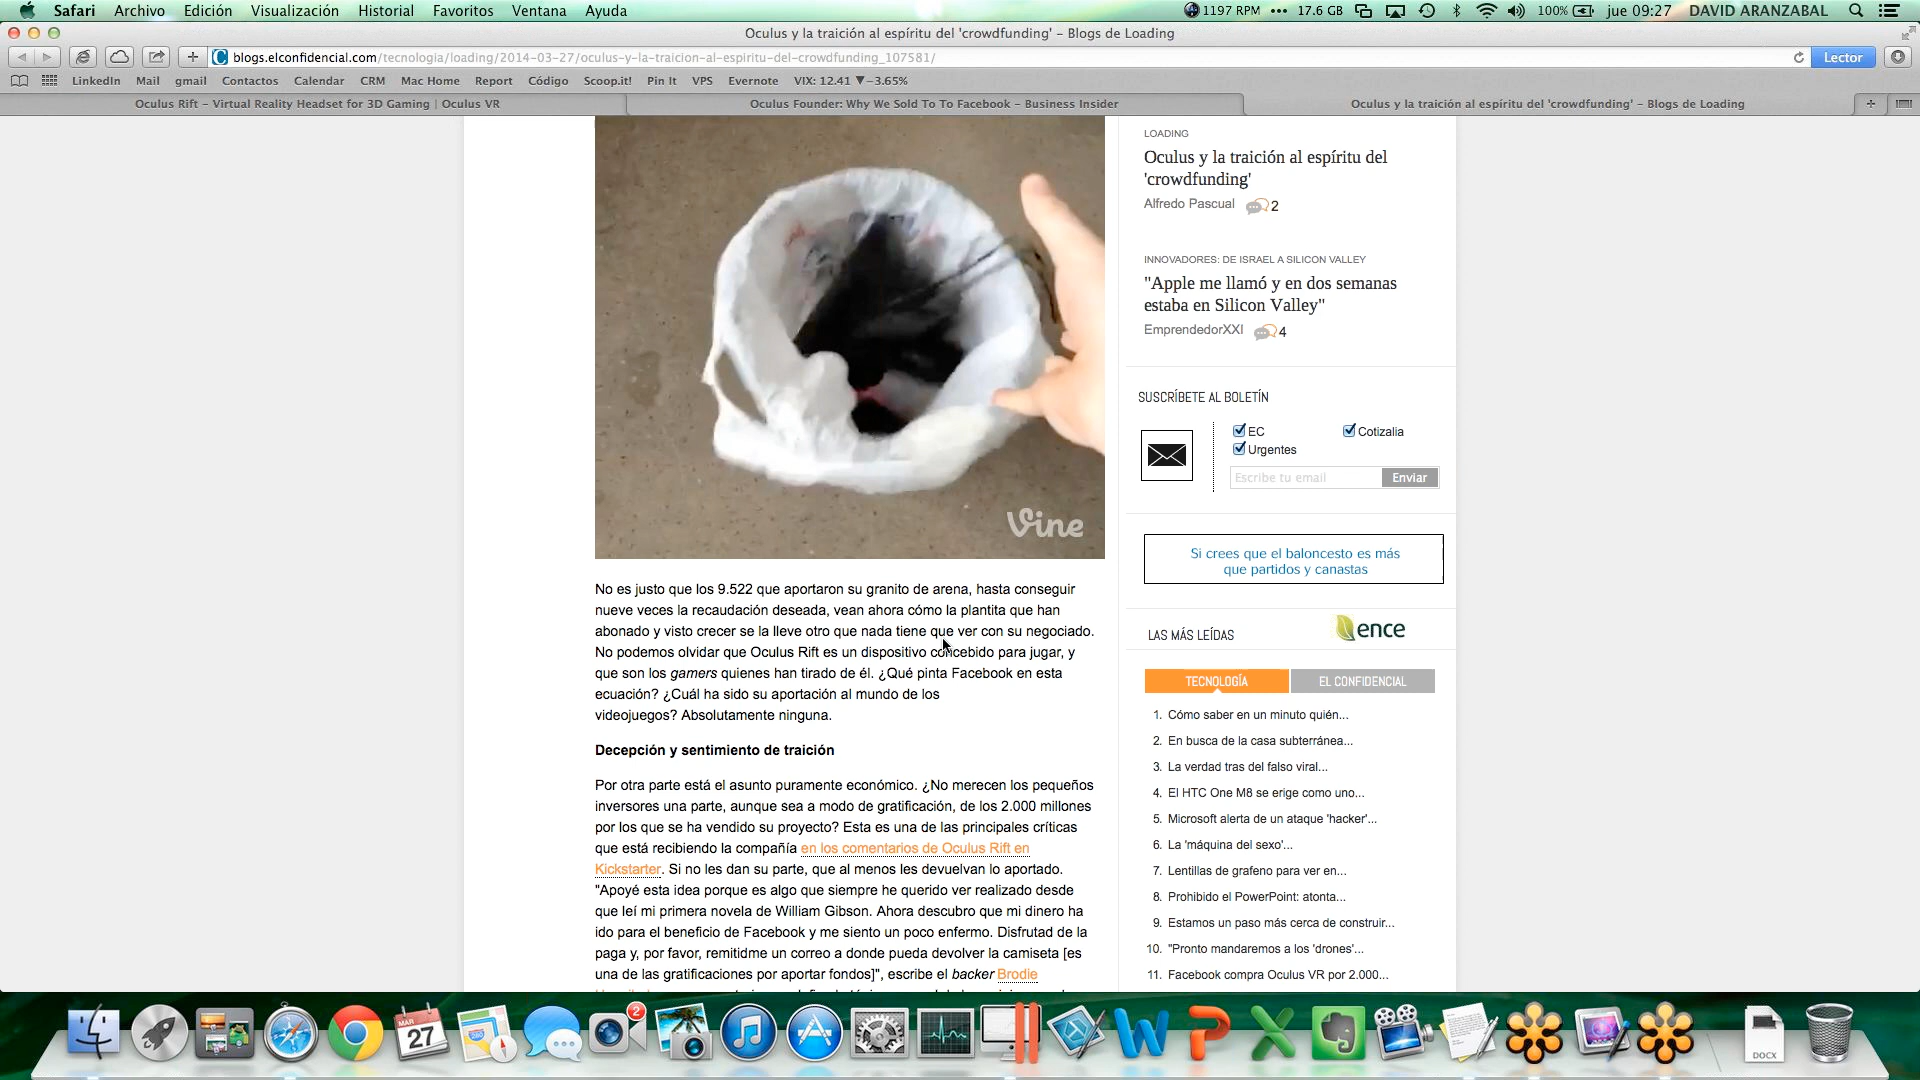 Safari Archivo Edición Visualización Historial Favoritos Ventana Ayuda 1197 RPM 17.6 GB 100% jue 09:27 DAVID ARANZABAL
Oculus y la traición al espíritu del 'crowdfunding' – Blogs de Loading
blogs.elconfidencial.com/tecnologia/loading/2014-03-27/oculus-y-la-traicion-al-espiritu-del-crowdfunding_107581/ Lector
LinkedIn Mail gmail Contactos Calendar CRM Mac Home Report Código Scoop.it! Pin It VPS Evernote VIX: 12.41 ▼−3.65%
Oculus Rift – Virtual Reality Headset for 3D Gaming | Oculus VR
Oculus Founder: Why We Sold To To Facebook – Business Insider
Oculus y la traición al espíritu del 'crowdfunding' – Blogs de Loading
Vine
No es justo que los 9.522 que aportaron su granito de arena, hasta conseguir
nueve veces la recaudación deseada, vean ahora cómo la plantita que han
abonado y visto crecer se la lleve otro que nada tiene que ver con su negociado.
No podemos olvidar que Oculus Rift es un dispositivo concebido para jugar, y
que son los gamers quienes han tirado de él. ¿Qué pinta Facebook en esta
ecuación? ¿Cuál ha sido su aportación al mundo de los
videojuegos? Absolutamente ninguna.
Decepción y sentimiento de traición
Por otra parte está el asunto puramente económico. ¿No merecen los pequeños
inversores una parte, aunque sea a modo de gratificación, de los 2.000 millones
por los que se ha vendido su proyecto? Esta es una de las principales críticas
que está recibiendo la compañía en los comentarios de Oculus Rift en
Kickstarter. Si no les dan su parte, que al menos les devuelvan lo aportado.
"Apoyé esta idea porque es algo que siempre he querido ver realizado desde
que leí mi primera novela de William Gibson. Ahora descubro que mi dinero ha
ido para el beneficio de Facebook y me siento un poco enfermo. Disfrutad de la
paga y, por favor, remitidme un correo a donde pueda devolver la camiseta [es
una de las gratificaciones por aportar fondos]", escribe el backer Brodie
LOADING
Oculus y la traición al espíritu del
'crowdfunding'
Alfredo Pascual 2
INNOVADORES: DE ISRAEL A SILICON VALLEY
"Apple me llamó y en dos semanas
estaba en Silicon Valley"
EmprendedorXXI 4
SUSCRÍBETE AL BOLETÍN
EC Cotizalia
Urgentes
Escribe tu email Enviar
Si crees que el baloncesto es más
que partidos y canastas
LAS MÁS LEÍDAS ence
TECNOLOGÍA EL CONFIDENCIAL
1. Cómo saber en un minuto quién...
2. En busca de la casa subterránea...
3. La verdad tras del falso viral...
4. El HTC One M8 se erige como uno...
5. Microsoft alerta de un ataque 'hacker'...
6. La 'máquina del sexo'...
7. Lentillas de grafeno para ver en...
8. Prohibido el PowerPoint: atonta...
9. Estamos un paso más cerca de construir...
10. "Pronto mandaremos a los 'drones'...
11. Facebook compra Oculus VR por 2.000...
MAR
27
2
DOCX